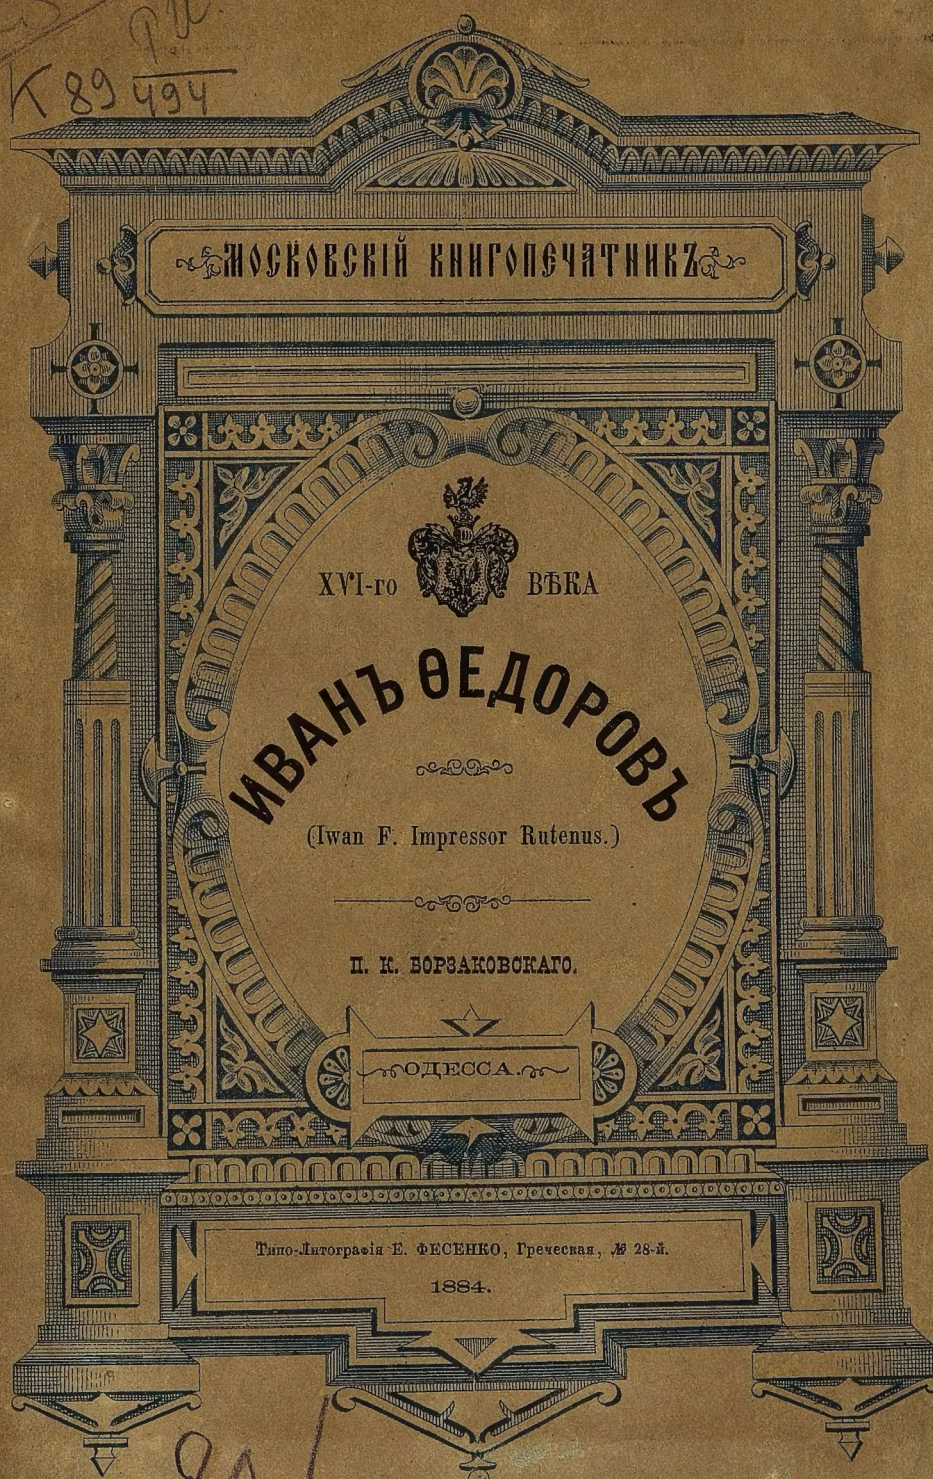 К 89
494
МОСКОВСКІЙ КНИГОПЕЧАТНИКЪ
XVI-го ВѢКА
ИВАНЪ ѲЕДОРОВЪ
(Iwan F. Impressor Rutenus.)
П. К. БОРЗАКОВСКАГО.
ОДЕССА.
Типо-Литографія Е. ФЕСЕНКО, Греческая, № 28-й.
1884.